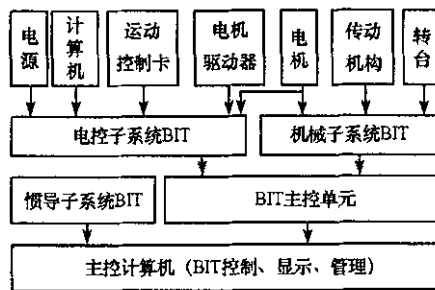 电源
计算机
运动控制卡
电机驱动器
电机
传动机构
转台
电控子系统BIT
机械子系统BIT
惯导子系统BIT
BIT主控单元
主控计算机（BIT控制、显示、管理）